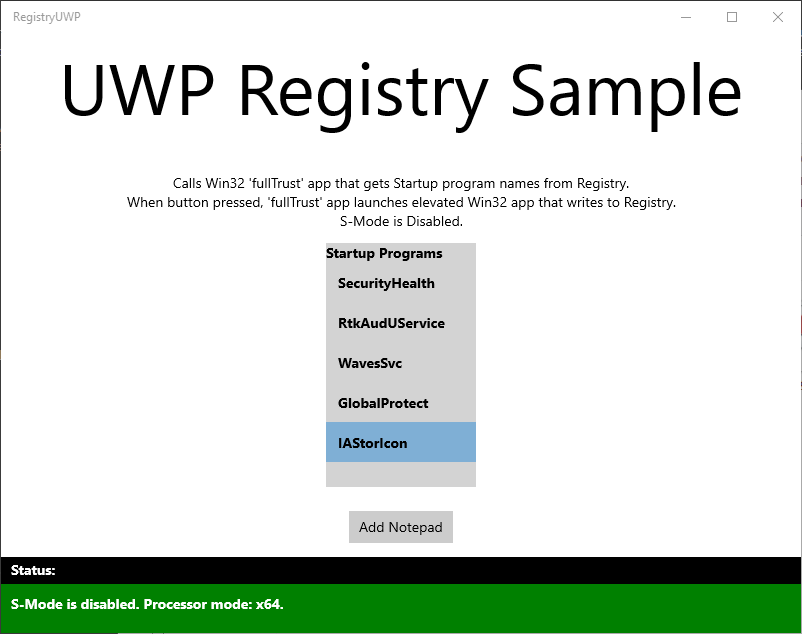 RegistryUWP
UWP Registry Sample
Calls Win32 'fullTrust' app that gets Startup program names from Registry.
When button pressed, 'fullTrust' app launches elevated Win32 app that writes to Registry.
S-Mode is Disabled.
Startup Programs
SecurityHealth
RtkAudUService
WavesSvc
GlobalProtect
IAStorIcon
Add Notepad
Status:
S-Mode is disabled. Processor mode: x64.